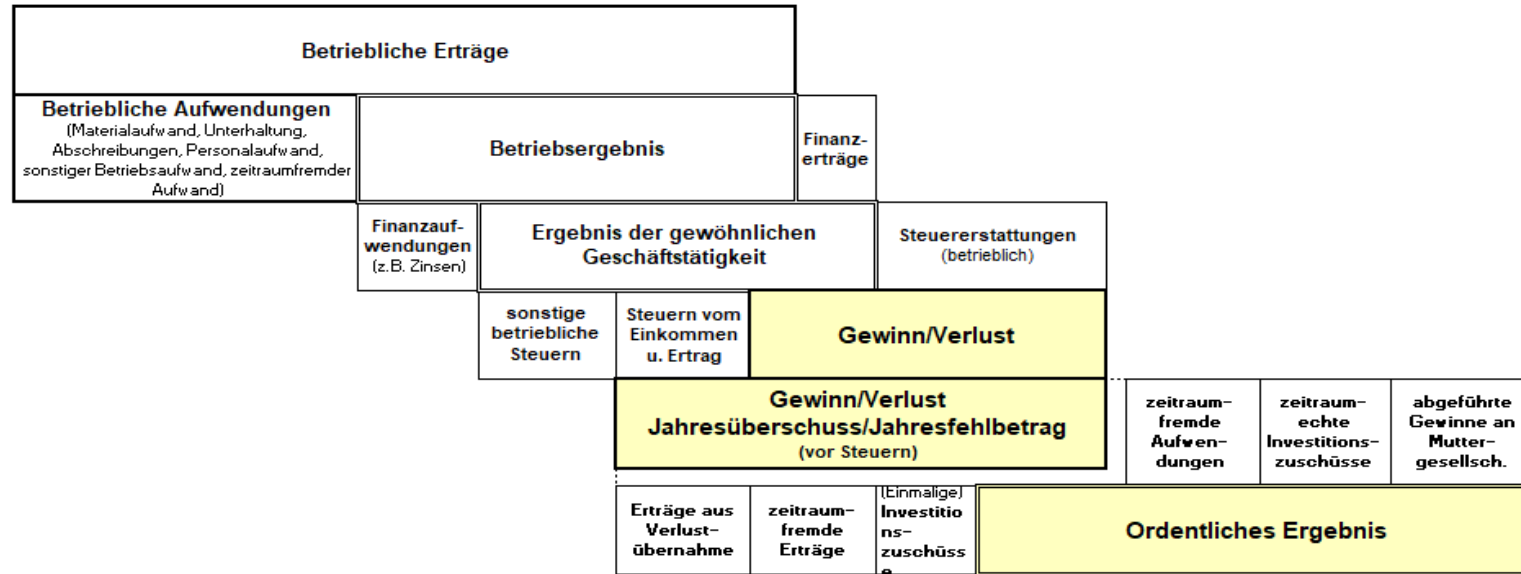 Betriebliche Erträge
Betriebliche Aufwendungen
(Materialaufwand, Unterhaltung,
Abschreibungen, Personalaufwand,
sonstiger Betriebsaufwand, zeitraumfremder
Aufwand)
Betriebsergebnis
Finanz-
erträge
Finanzauf-
wendungen
(z.B. Zinsen)
Ergebnis der gewöhnlichen
Geschäftstätigkeit
Steuererstattungen
(betrieblich)
sonstige
betriebliche
Steuern
Steuern vom
Einkommen
u. Ertrag
Gewinn/Verlust
Gewinn/Verlust
Jahresüberschuss/Jahresfehlbetrag
(vor Steuern)
zeitraum-
fremde
Aufwen-
dungen
zeitraum-
echte
Investitions-
zuschüsse
abgeführte
Gewinne an
Mutter-
gesellsch.
Erträge aus
Verlust-
übernahme
zeitraum-
fremde
Erträge
(Einmalige)
Investitio
ns-
zuschüss
e
Ordentliches Ergebnis